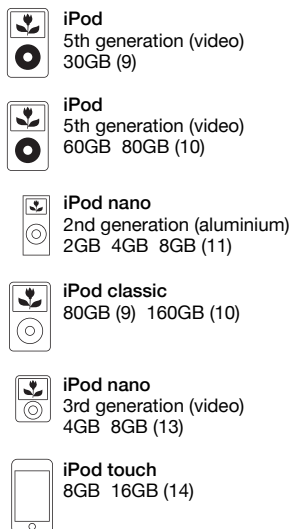 iPod
5th generation (video)
30GB (9)
iPod
5th generation (video)
60GB 80GB (10)
iPod nano
2nd generation (aluminium)
2GB 4GB 8GB (11)
iPod classic
80GB (9) 160GB (10)
iPod nano
3rd generation (video)
4GB 8GB (13)
iPod touch
8GB 16GB (14)